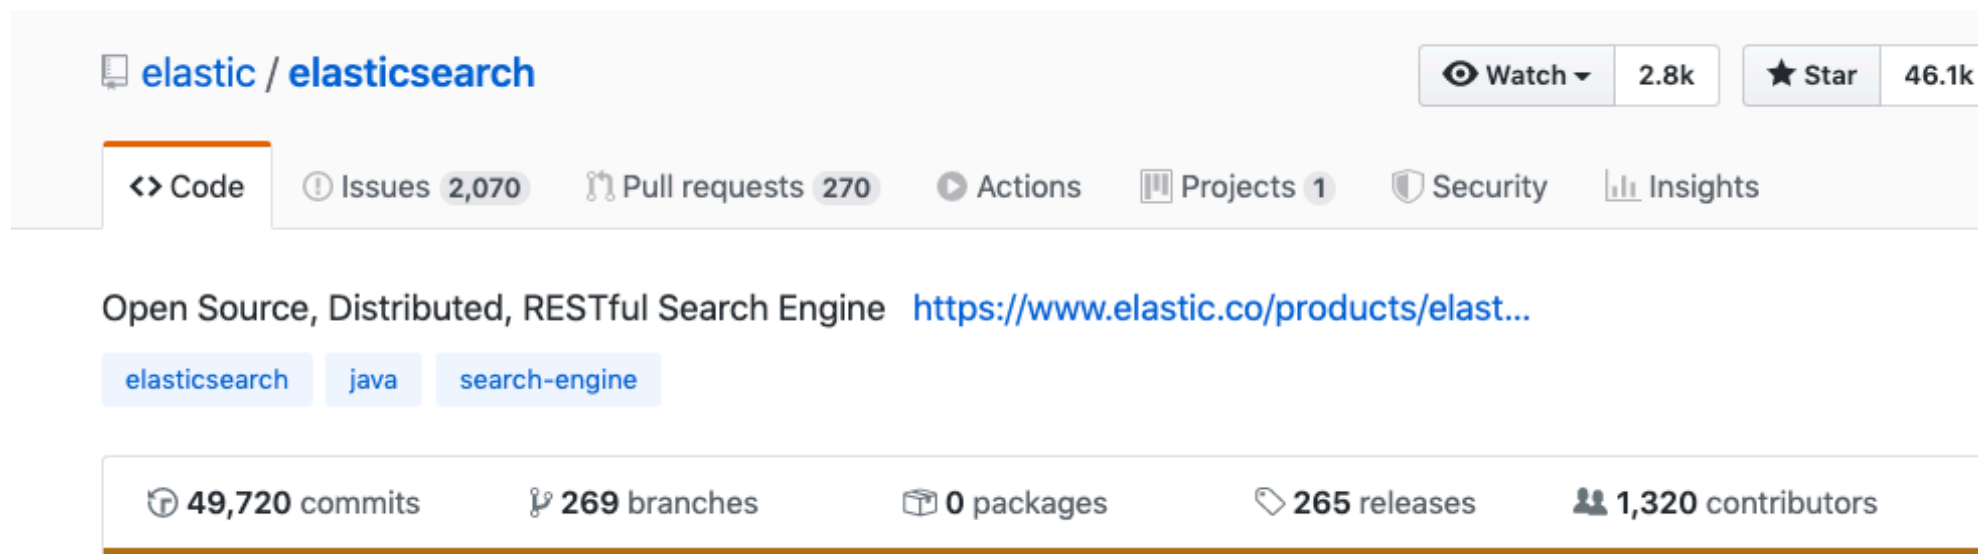 elastic / elasticsearch Watch 2.8k Star 46.1k
Code Issues 2,070 Pull requests 270 Actions Projects 1 Security Insights
Open Source, Distributed, RESTful Search Engine https://www.elastic.co/products/elast...
elasticsearch java search-engine
49,720 commits 269 branches 0 packages 265 releases 1,320 contributors